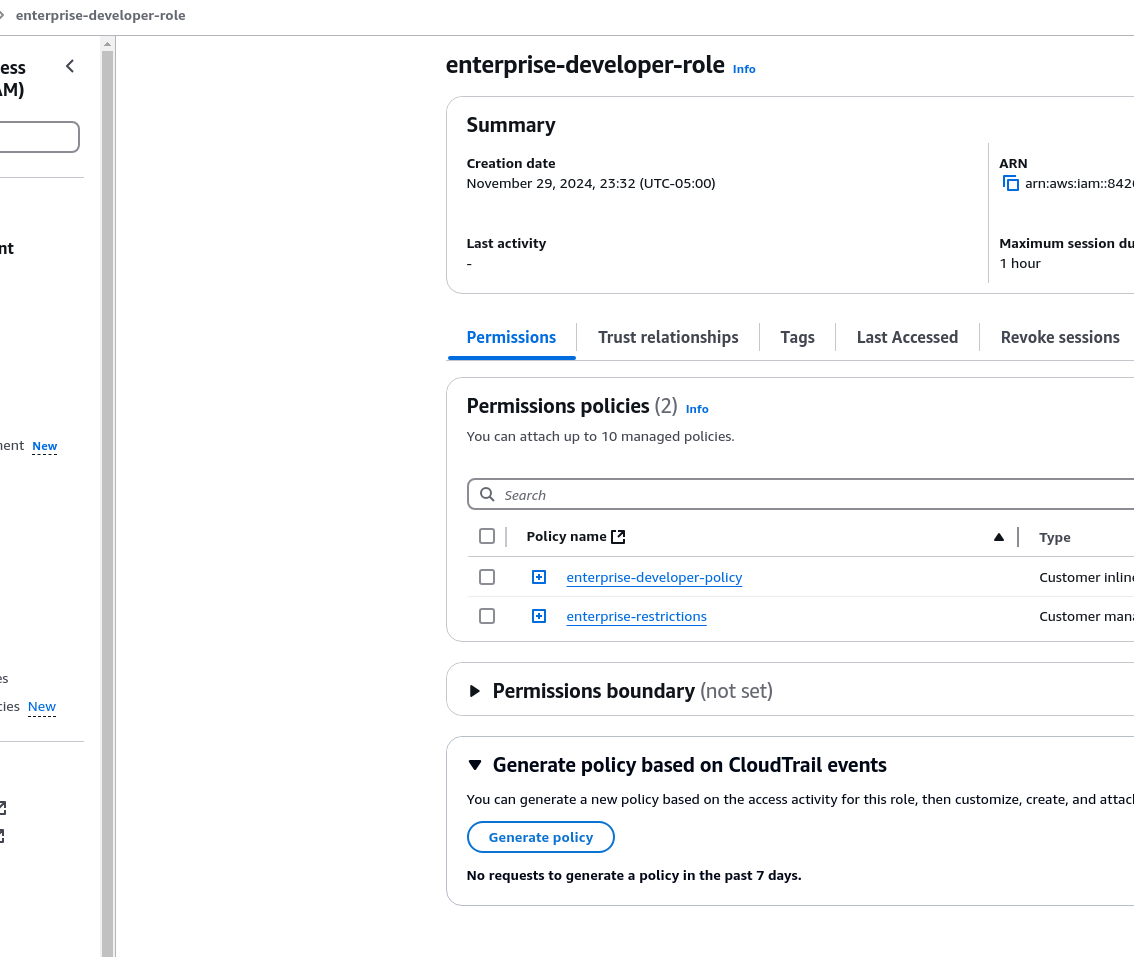 enterprise-developer-role
ess
AM)
nt
nent New
es
cies New
enterprise-developer-role Info
Summary
Creation date
November 29, 2024, 23:32 (UTC-05:00)
ARN
arn:aws:iam::842
Last activity
-
Maximum session du
1 hour
Permissions
Trust relationships
Tags
Last Accessed
Revoke sessions
Permissions policies (2) Info
You can attach up to 10 managed policies.
Search
Policy name
Type
enterprise-developer-policy
Customer inline
enterprise-restrictions
Customer mana
Permissions boundary (not set)
Generate policy based on CloudTrail events
You can generate a new policy based on the access activity for this role, then customize, create, and attach
Generate policy
No requests to generate a policy in the past 7 days.